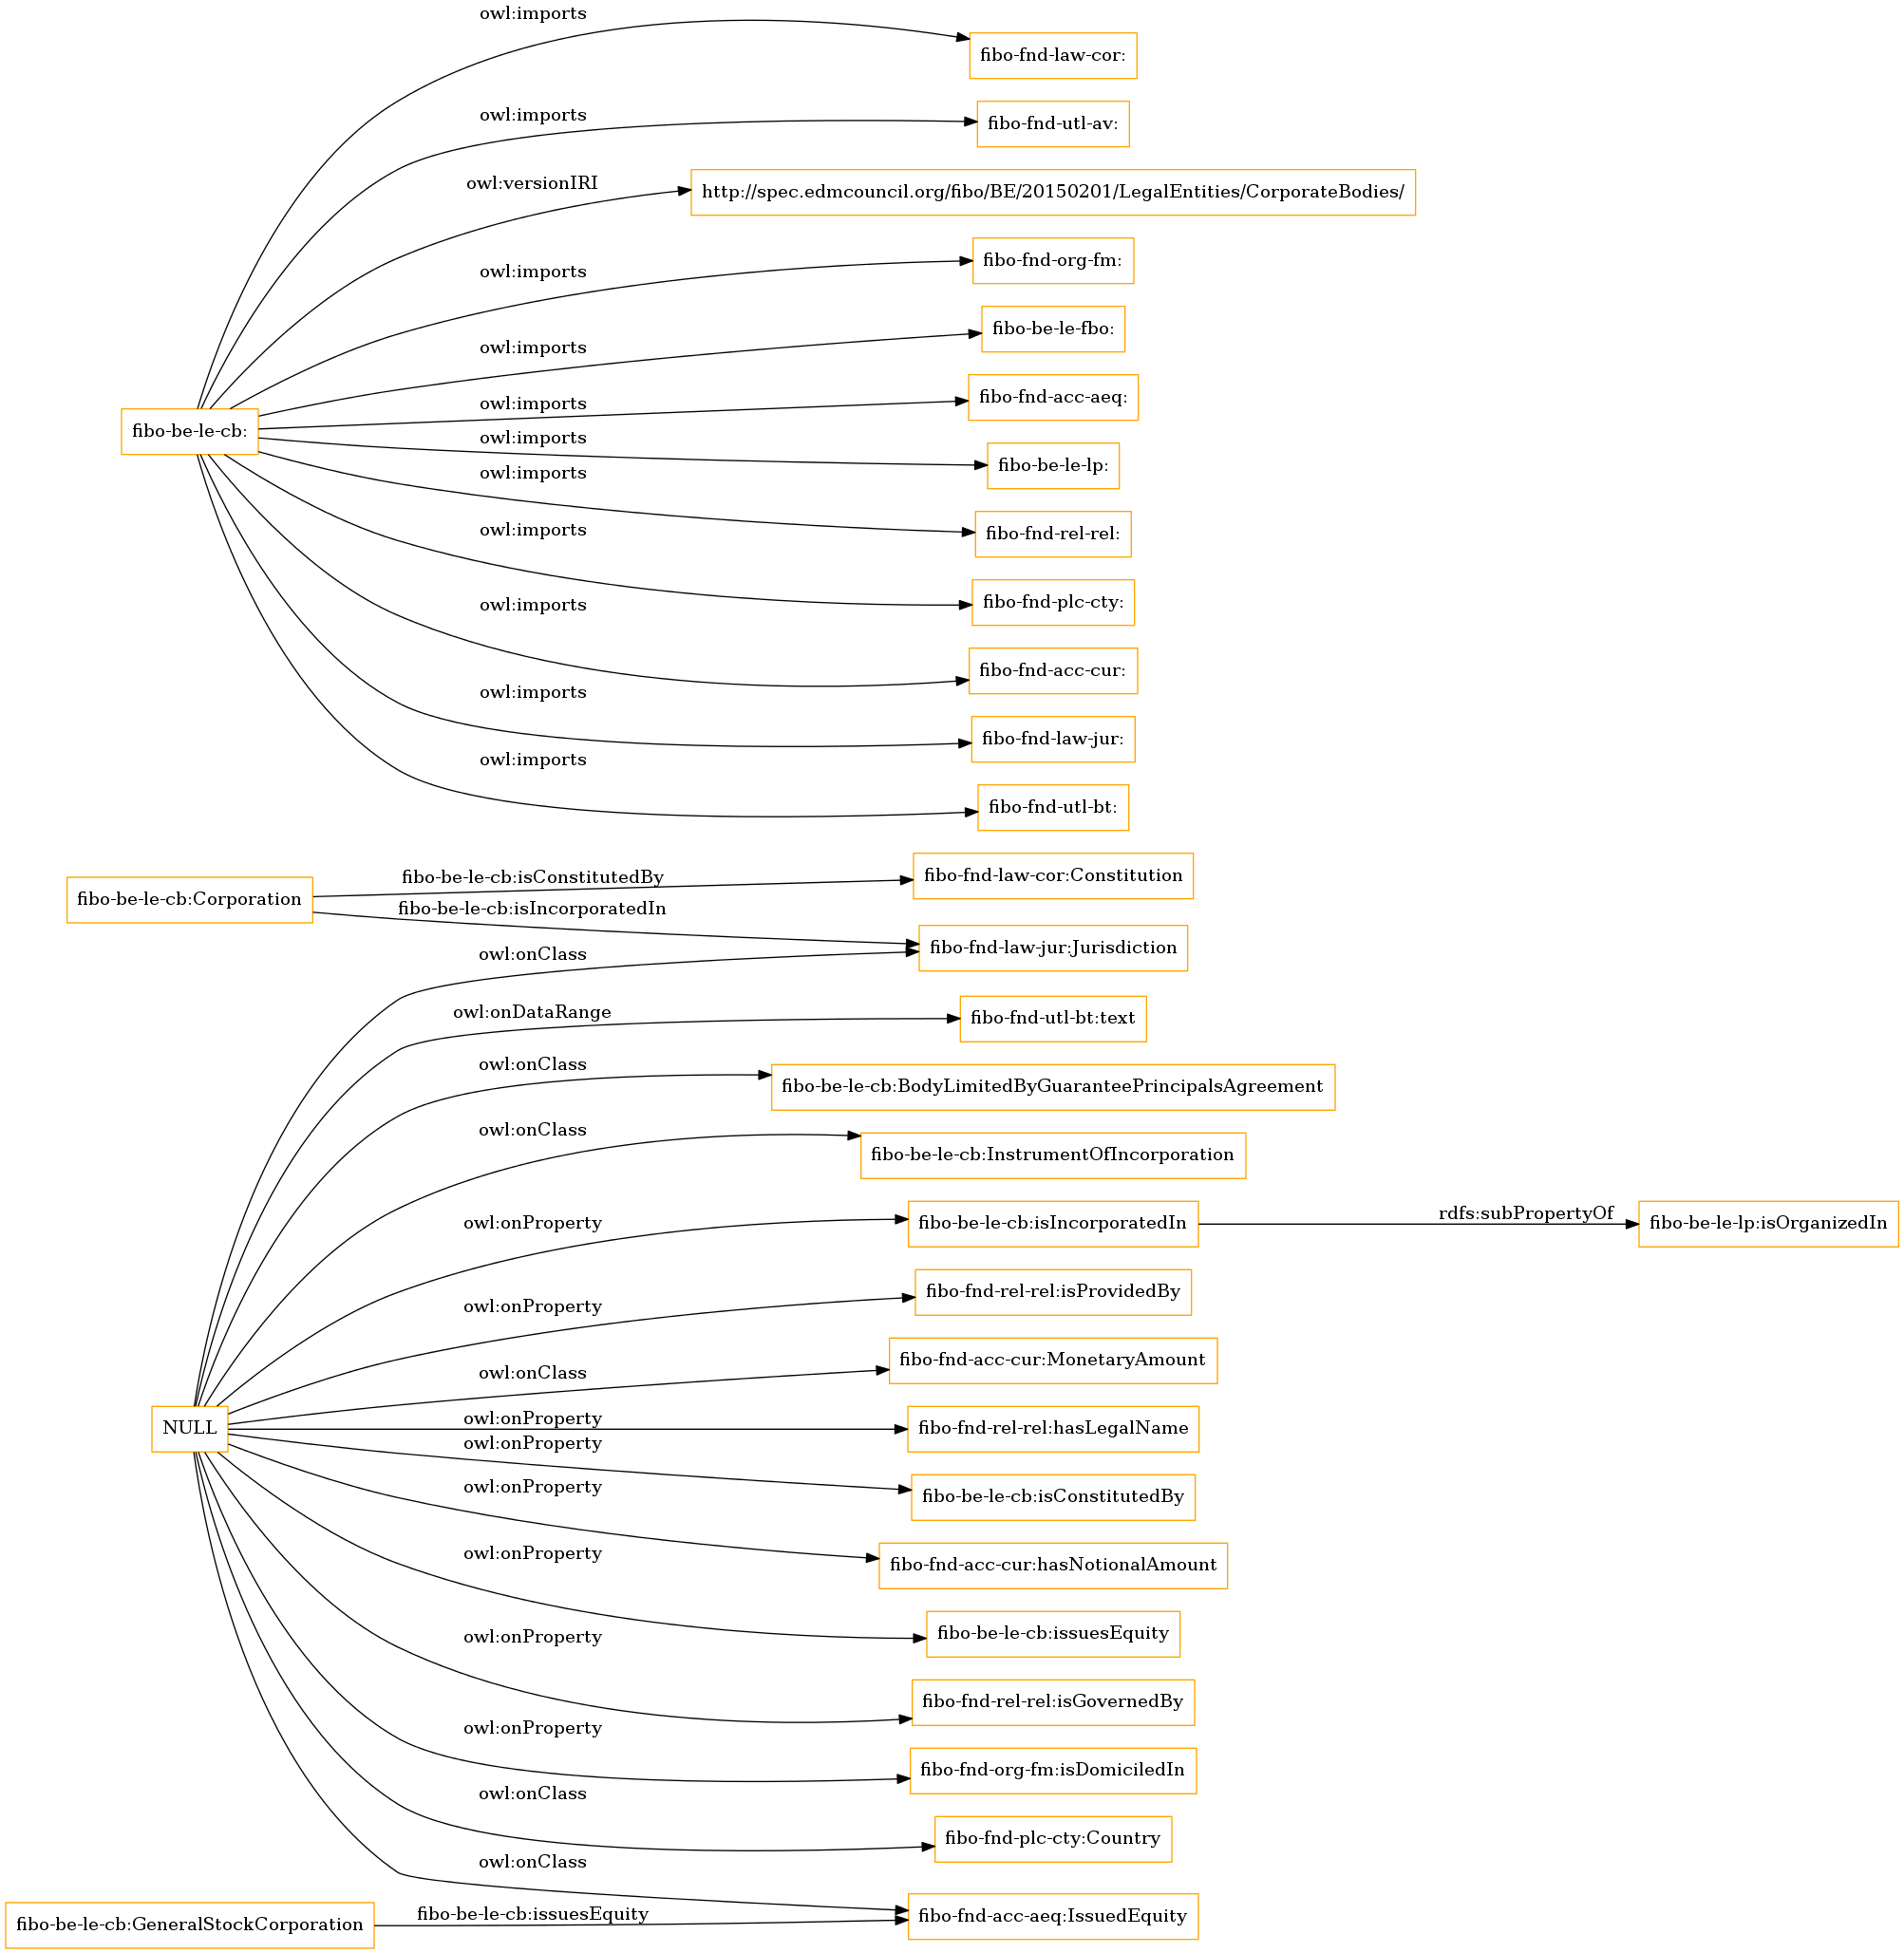 owl:imports
fibo-fnd-law-cor:
owl:imports
fibo-fnd-utl-av:
owl:versionIRI
http://spec.edmcouncil.org/fibo/BE/20150201/LegalEntities/CorporateBodies/
owl:imports
fibo-fnd-org-fm:
owl:imports
fibo-be-le-fbo:
owl:imports
fibo-fnd-acc-aeq:
fibo-be-le-cb:
owl:imports
fibo-be-le-lp:
owl:imports
fibo-fnd-rel-rel:
owl:imports
fibo-fnd-plc-cty:
owl:imports
fibo-fnd-acc-cur:
owl:imports
fibo-fnd-law-jur:
owl:imports
fibo-fnd-utl-bt:
fibo-be-le-cb:Corporation
fibo-be-le-cb:isConstitutedBy
fibo-fnd-law-cor:Constitution
fibo-be-le-cb:isIncorporatedIn
fibo-fnd-law-jur:Jurisdiction
owl:onClass
owl:onDataRange
fibo-fnd-utl-bt:text
owl:onClass
fibo-be-le-cb:BodyLimitedByGuaranteePrincipalsAgreement
owl:onClass
fibo-be-le-cb:InstrumentOfIncorporation
owl:onProperty
fibo-be-le-cb:isIncorporatedIn
rdfs:subPropertyOf
fibo-be-le-lp:isOrganizedIn
owl:onProperty
fibo-fnd-rel-rel:isProvidedBy
owl:onClass
fibo-fnd-acc-cur:MonetaryAmount
NULL
owl:onProperty
fibo-fnd-rel-rel:hasLegalName
owl:onProperty
fibo-be-le-cb:isConstitutedBy
owl:onProperty
fibo-fnd-acc-cur:hasNotionalAmount
owl:onProperty
fibo-be-le-cb:issuesEquity
owl:onProperty
fibo-fnd-rel-rel:isGovernedBy
owl:onProperty
fibo-fnd-org-fm:isDomiciledIn
owl:onClass
fibo-fnd-plc-cty:Country
owl:onClass
fibo-be-le-cb:GeneralStockCorporation
fibo-be-le-cb:issuesEquity
fibo-fnd-acc-aeq:IssuedEquity